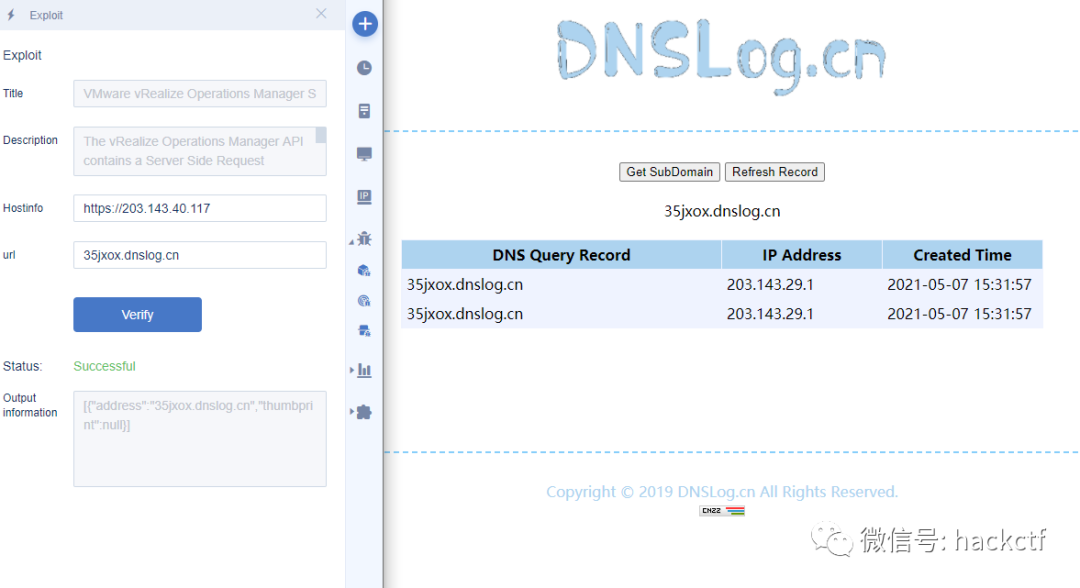 Exploit
Exploit
Title
VMware vRealize Operations Manager S
Description
The vRealize Operations Manager API
contains a Server Side Request
Hostinfo
https://203.143.40.117
url
35jxox.dnslog.cn
Verify
Status:
Successful
Output
information
[{"address":"35jxox.dnslog.cn","thumbpri
nt":null}]
IP
DNSLog.cn
Get SubDomain
Refresh Record
35jxox.dnslog.cn
DNS Query Record IP Address Created Time
35jxox.dnslog.cn 203.143.29.1 2021-05-07 15:31:57
35jxox.dnslog.cn 203.143.29.1 2021-05-07 15:31:57
Copyright © 2019 DNSLog.cn All Rights Reserved.
CNZZ
微信号: hackctf